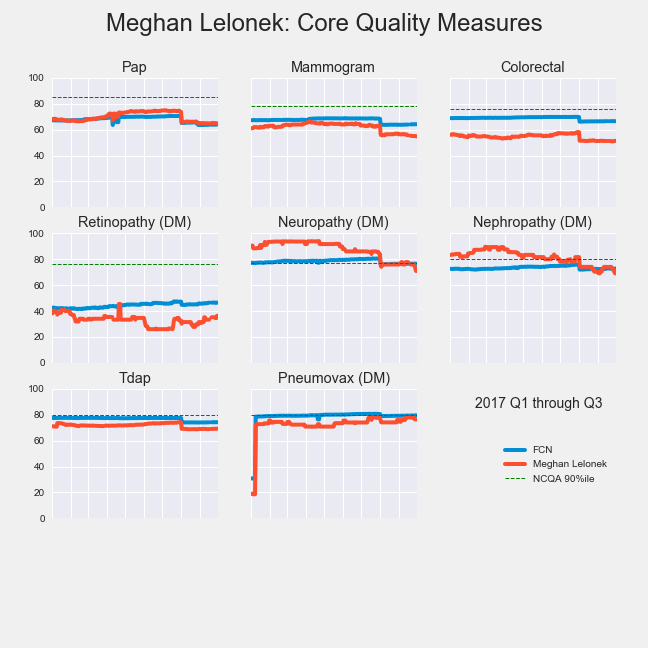 Meghan Lelonek: Core Quality Measures
Pap
Mammogram
Colorectal
100
80
60
40
20
0
Retinopathy (DM)
Neuropathy (DM)
Nephropathy (DM)
100
80
60
40
20
0
Tdap
Pneumovax (DM)
100
80
60
40
20
0
2017 Q1 through Q3
FCN
Meghan Lelonek
NCQA 90%ile